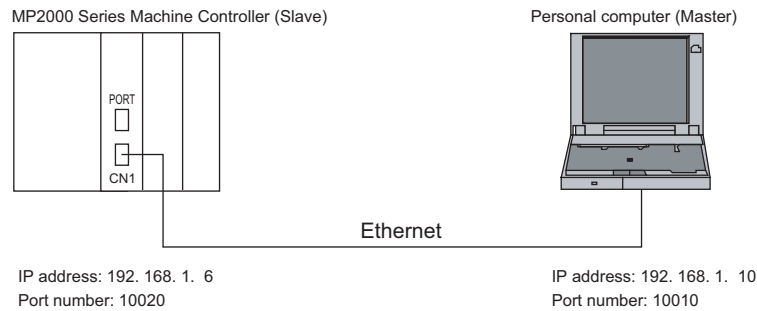 MP2000 Series Machine Controller (Slave)
Personal computer (Master)
PORT
CN1
Ethernet
IP address: 192. 168. 1. 6
Port number: 10020
IP address: 192. 168. 1. 10
Port number: 10010